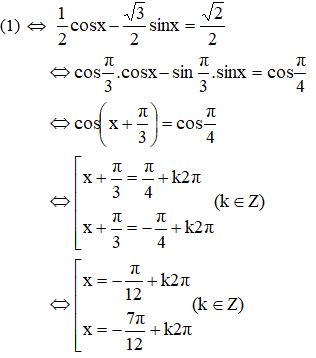 (1) ⇔ 1/2 cosx − √3/2 sinx = √2/2
⇔ cos π/3 .cosx − sin π/3 .sinx = cos π/4
⇔ cos(x + π/3) = cos π/4
⇔ [ x + π/3 = π/4 + k2π
x + π/3 = − π/4 + k2π (k ∈ Z)
⇔ [ x = − π/12 + k2π
x = − 7π/12 + k2π (k ∈ Z)